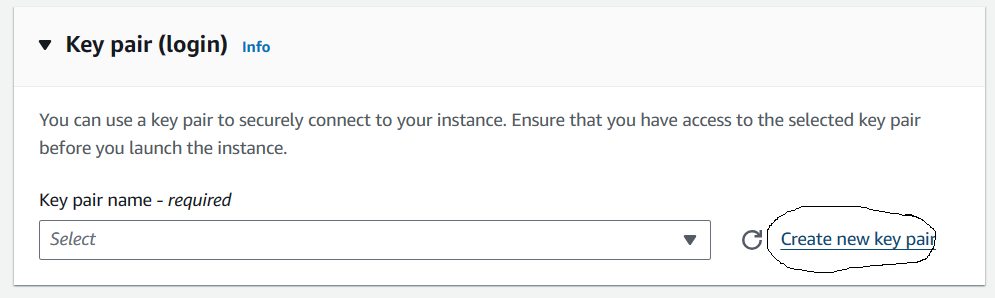 Key pair (login) Info
You can use a key pair to securely connect to your instance. Ensure that you have access to the selected key pair
before you launch the instance.
Key pair name - required
Select
Create new key pair